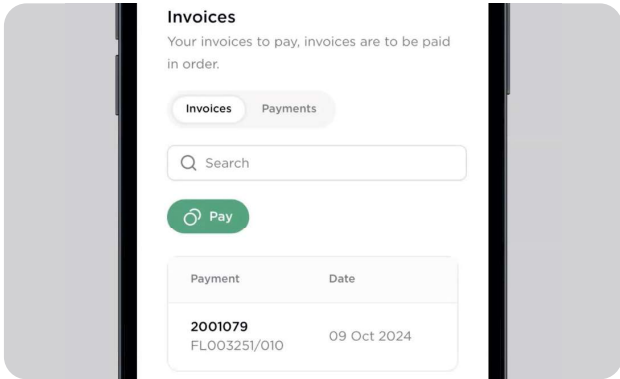 Invoices
Your invoices to pay, invoices are to be paid
in order.
Invoices Payments
Search
Pay
Payment Date
2001079
FL003251/010 09 Oct 2024